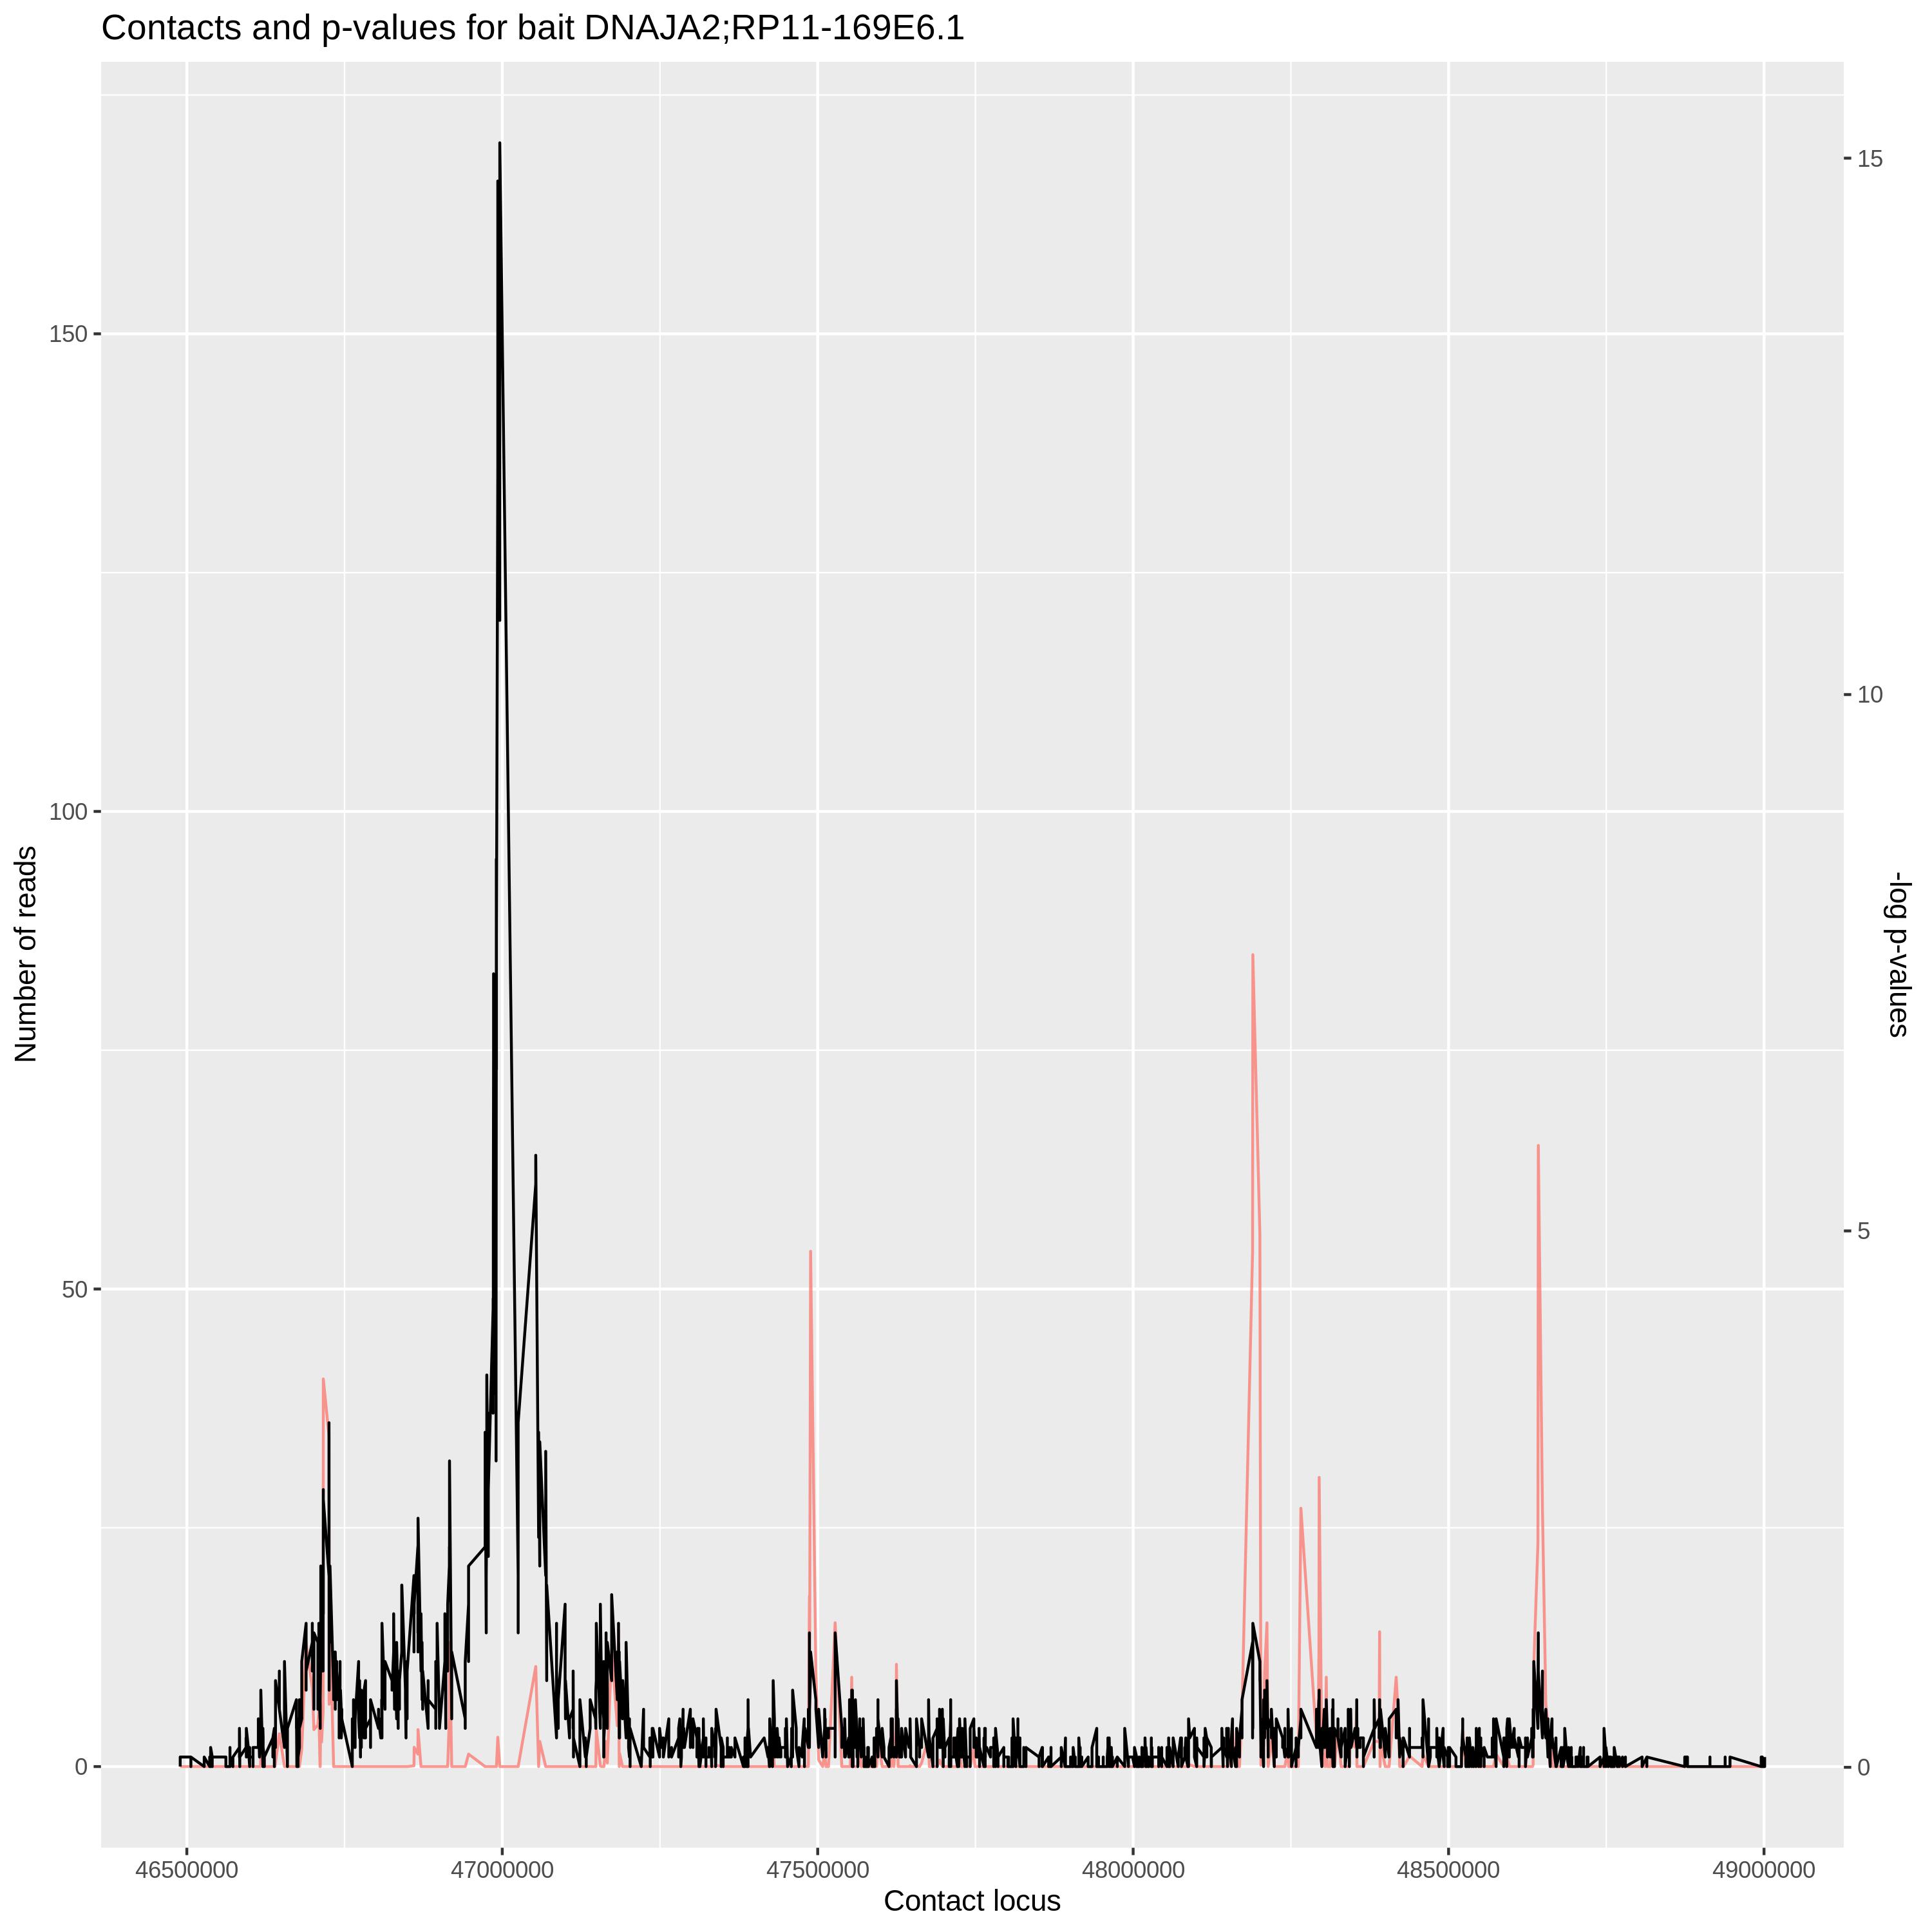 Contacts and p-values for bait DNAJA2;RP11-169E6.1
Number of reads
150
100
50
0
15
10
5
0
-log p-values
46500000 47000000 47500000 48000000 48500000 49000000
Contact locus